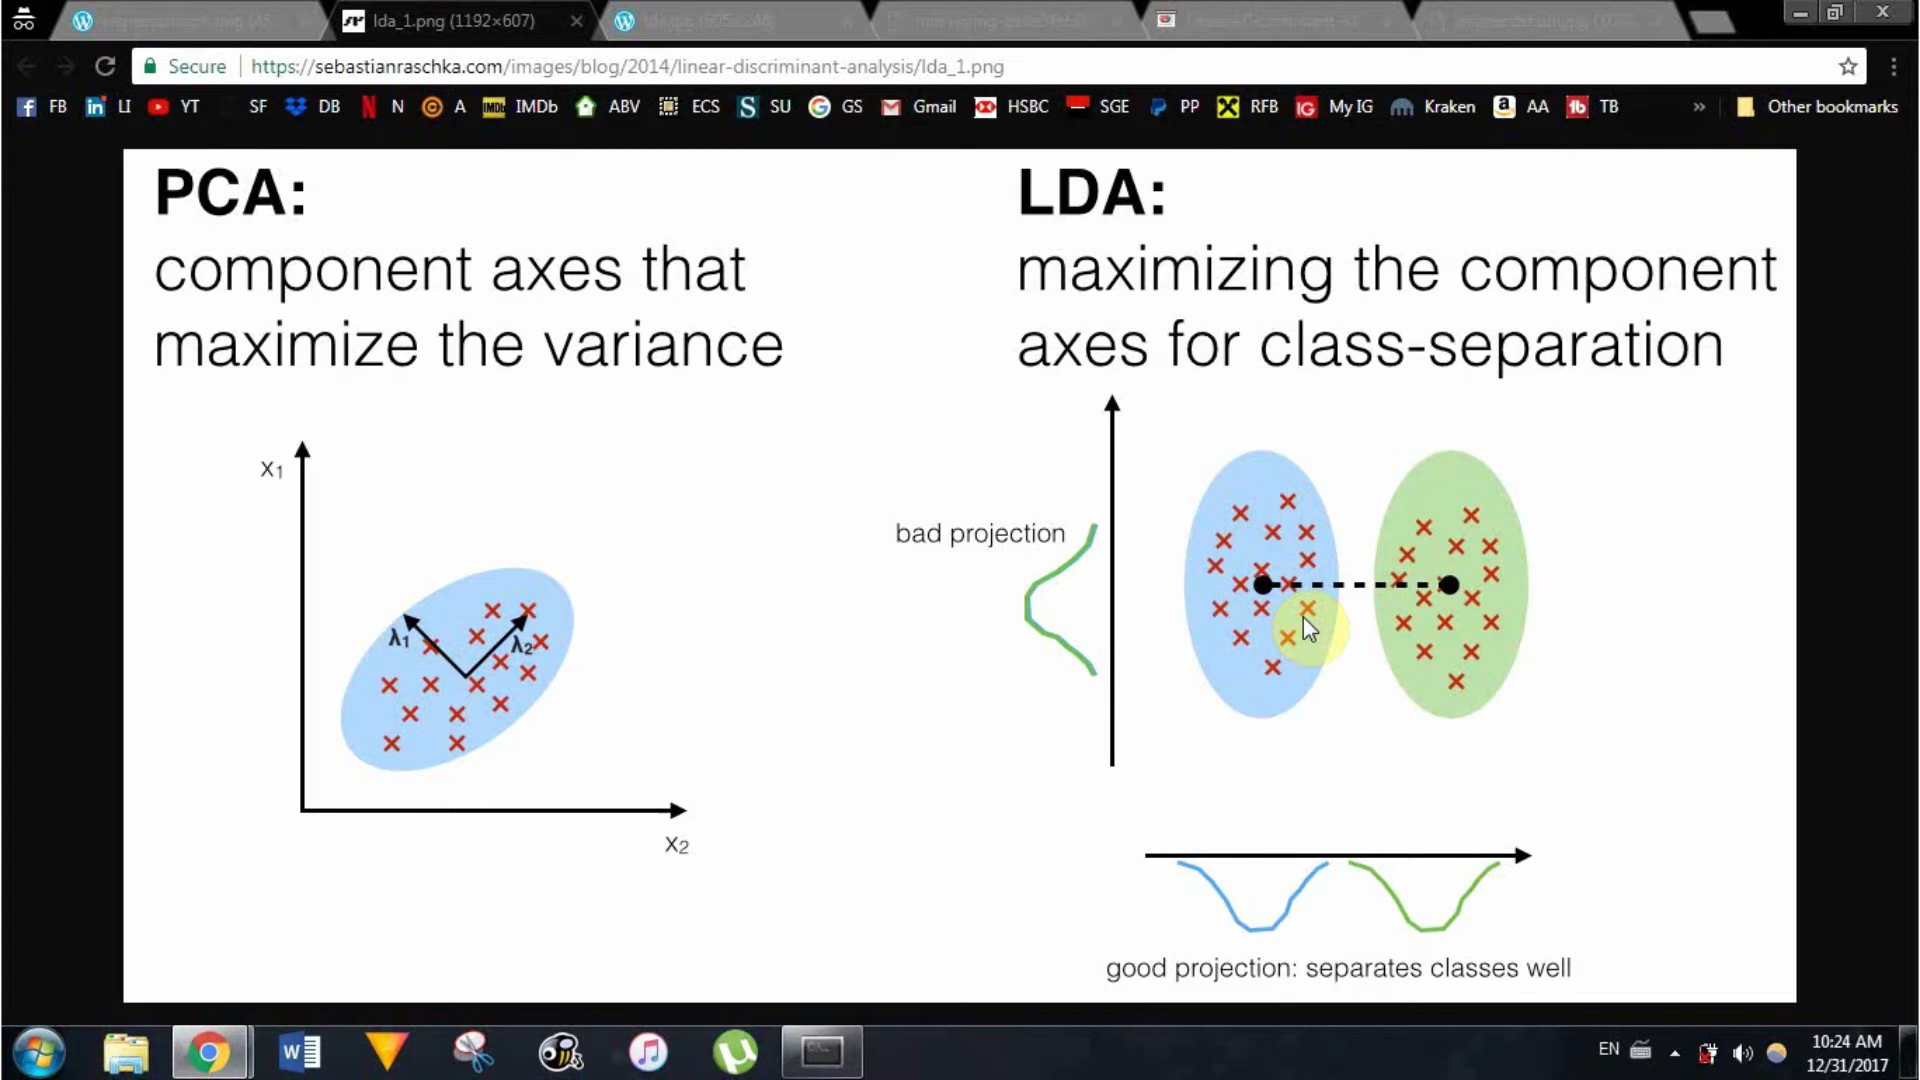 lda_1.png (1192×607)
Secure https://sebastianraschka.com/images/blog/2014/linear-discriminant-analysis/lda_1.png
FB LI YT SF DB N A IMDb ABV ECS SU GS Gmail HSBC SGE PP RFB My IG Kraken AA TB » Other bookmarks
PCA:
component axes that
maximize the variance
x1
λ1
λ2
x2
LDA:
maximizing the component
axes for class-separation
bad projection
good projection: separates classes well
EN
10:24 AM
12/31/2017